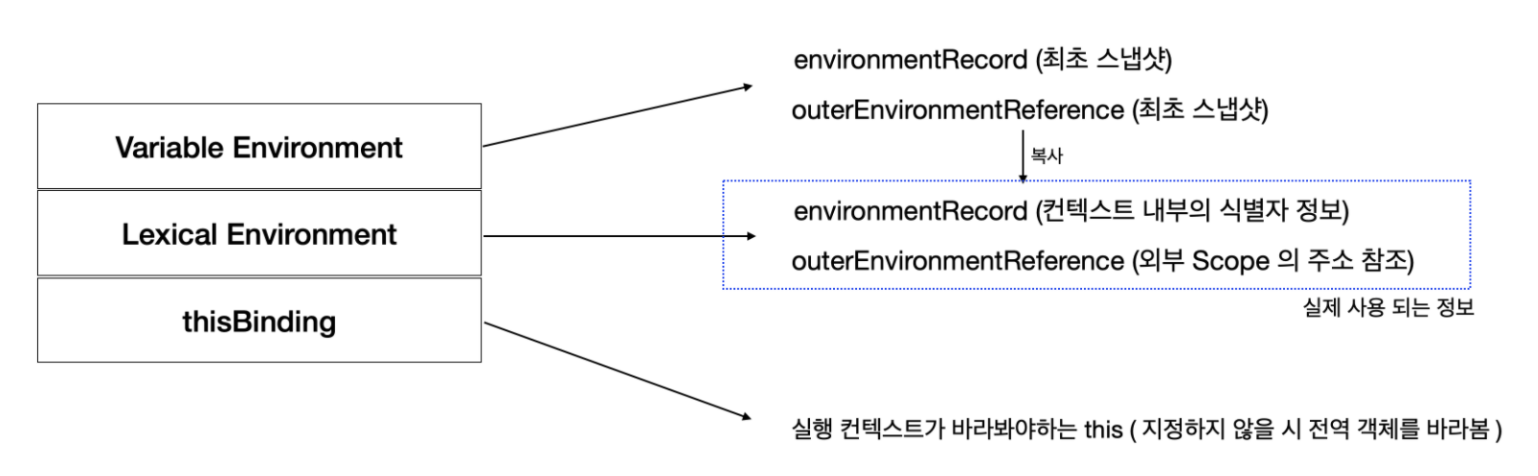 environmentRecord (최초 스냅샷)
outerEnvironmentReference (최초 스냅샷)
복사
Variable Environment
Lexical Environment
thisBinding
environmentRecord (컨텍스트 내부의 식별자 정보)
outerEnvironmentReference (외부 Scope 의 주소 참조)
실제 사용 되는 정보
실행 컨텍스트가 바라봐야하는 this ( 지정하지 않을 시 전역 객체를 바라봄 )